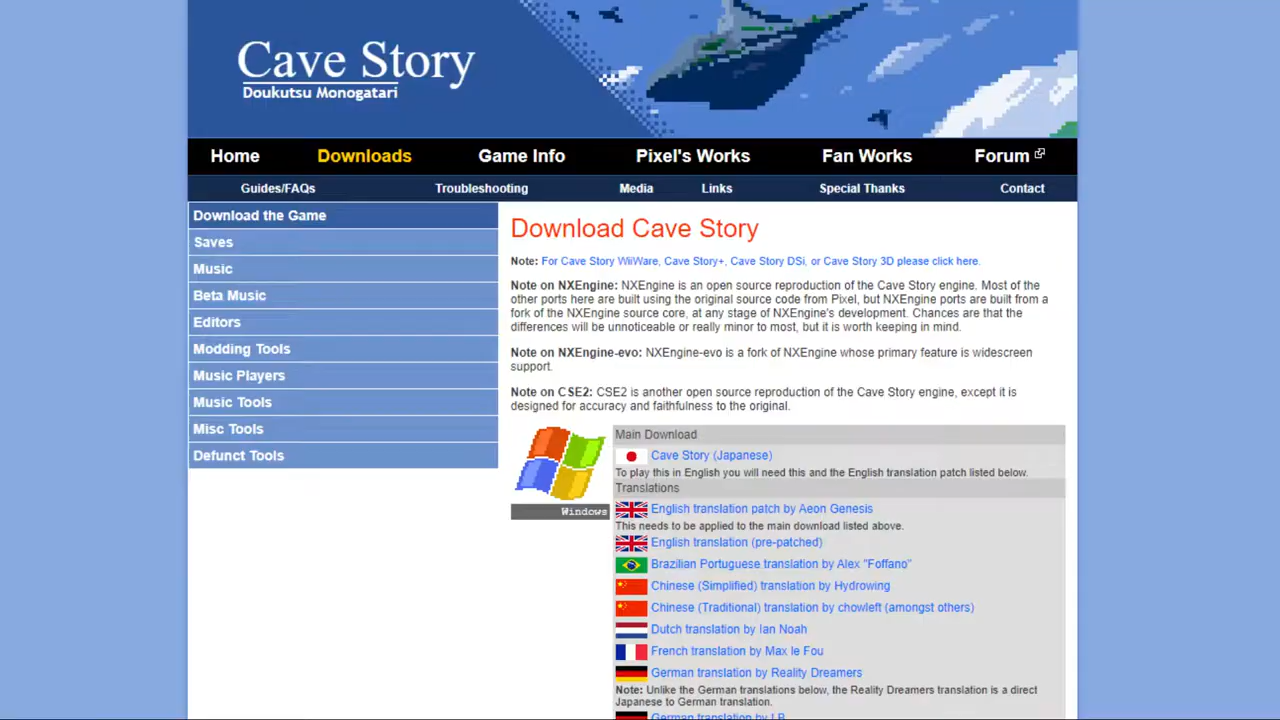 Cave Story
Doukutsu Monogatari
Home Downloads Game Info Pixel's Works Fan Works Forum
Guides/FAQs Troubleshooting Media Links Special Thanks Contact
Download the Game
Saves
Music
Beta Music
Editors
Modding Tools
Music Players
Music Tools
Misc Tools
Defunct Tools
Download Cave Story
Note: For Cave Story WiiWare, Cave Story+, Cave Story DSi, or Cave Story 3D please click here.
Note on NXEngine: NXEngine is an open source reproduction of the Cave Story engine. Most of the
other ports here are built using the original source code from Pixel, but NXEngine ports are built from a
fork of the NXEngine source core, at any stage of NXEngine's development. Chances are that the
differences will be unnoticeable or really minor to most, but it is worth keeping in mind.
Note on NXEngine-evo: NXEngine-evo is a fork of NXEngine whose primary feature is widescreen
support.
Note on CSE2: CSE2 is another open source reproduction of the Cave Story engine, except it is
designed for accuracy and faithfulness to the original.
Windows
Main Download
Cave Story (Japanese)
To play this in English you will need this and the English translation patch listed below.
Translations
English translation patch by Aeon Genesis
This needs to be applied to the main download listed above.
English translation (pre-patched)
Brazilian Portuguese translation by Alex "Foffano"
Chinese (Simplified) translation by Hydrowing
Chinese (Traditional) translation by chowleft (amongst others)
Dutch translation by Ian Noah
French translation by Max le Fou
German translation by Reality Dreamers
Note: Unlike the German translations below, the Reality Dreamers translation is a direct
Japanese to German translation.
German translation by